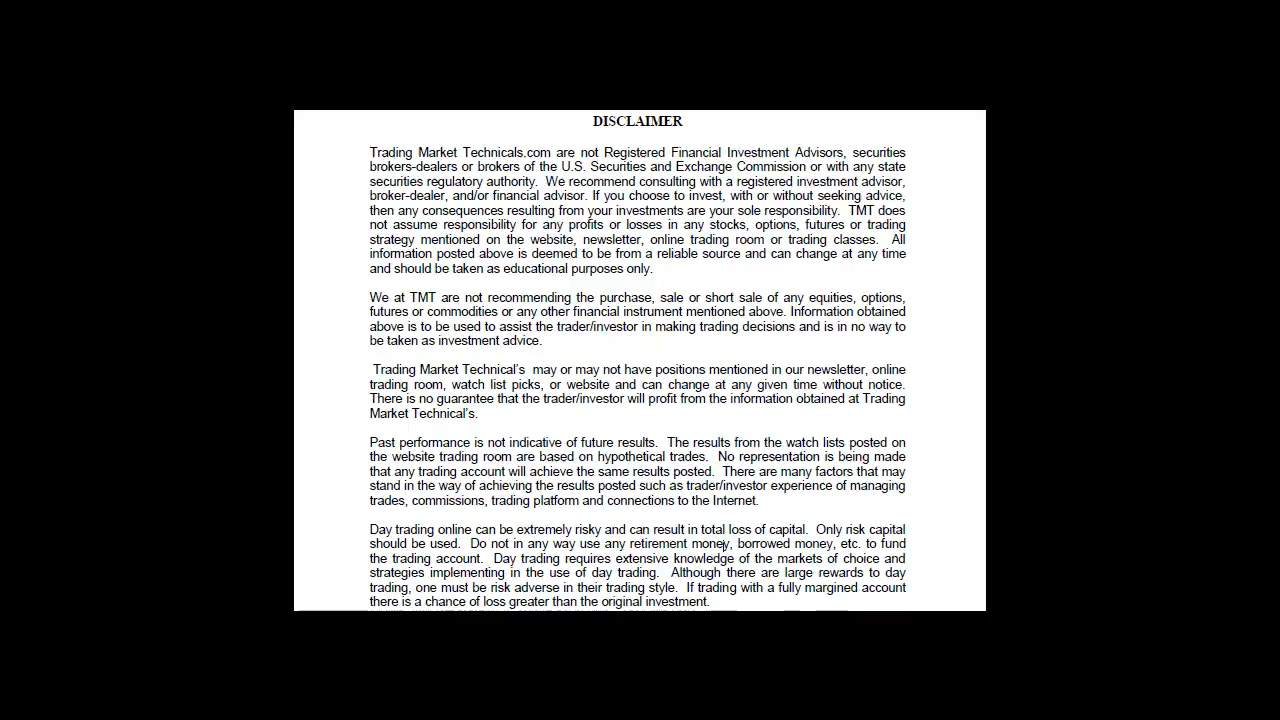 DISCLAIMER
Trading Market Technicals.com are not Registered Financial Investment Advisors, securities
brokers-dealers or brokers of the U.S. Securities and Exchange Commission or with any state
securities regulatory authority. We recommend consulting with a registered investment advisor,
broker-dealer, and/or financial advisor. If you choose to invest, with or without seeking advice,
then any consequences resulting from your investments are your sole responsibility. TMT does
not assume responsibility for any profits or losses in any stocks, options, futures or trading
strategy mentioned on the website, newsletter, online trading room or trading classes. All
information posted above is deemed to be from a reliable source and can change at any time
and should be taken as educational purposes only.
We at TMT are not recommending the purchase, sale or short sale of any equities, options,
futures or commodities or any other financial instrument mentioned above. Information obtained
above is to be used to assist the trader/investor in making trading decisions and is in no way to
be taken as investment advice.
Trading Market Technical's may or may not have positions mentioned in our newsletter, online
trading room, watch list picks, or website and can change at any given time without notice.
There is no guarantee that the trader/investor will profit from the information obtained at Trading
Market Technical's.
Past performance is not indicative of future results. The results from the watch lists posted on
the website trading room are based on hypothetical trades. No representation is being made
that any trading account will achieve the same results posted. There are many factors that may
stand in the way of achieving the results posted such as trader/investor experience of managing
trades, commissions, trading platform and connections to the Internet.
Day trading online can be extremely risky and can result in total loss of capital. Only risk capital
should be used. Do not in any way use any retirement money, borrowed money, etc. to fund
the trading account. Day trading requires extensive knowledge of the markets of choice and
strategies implementing in the use of day trading. Although there are large rewards to day
trading, one must be risk adverse in their trading style. If trading with a fully margined account
there is a chance of loss greater than the original investment.